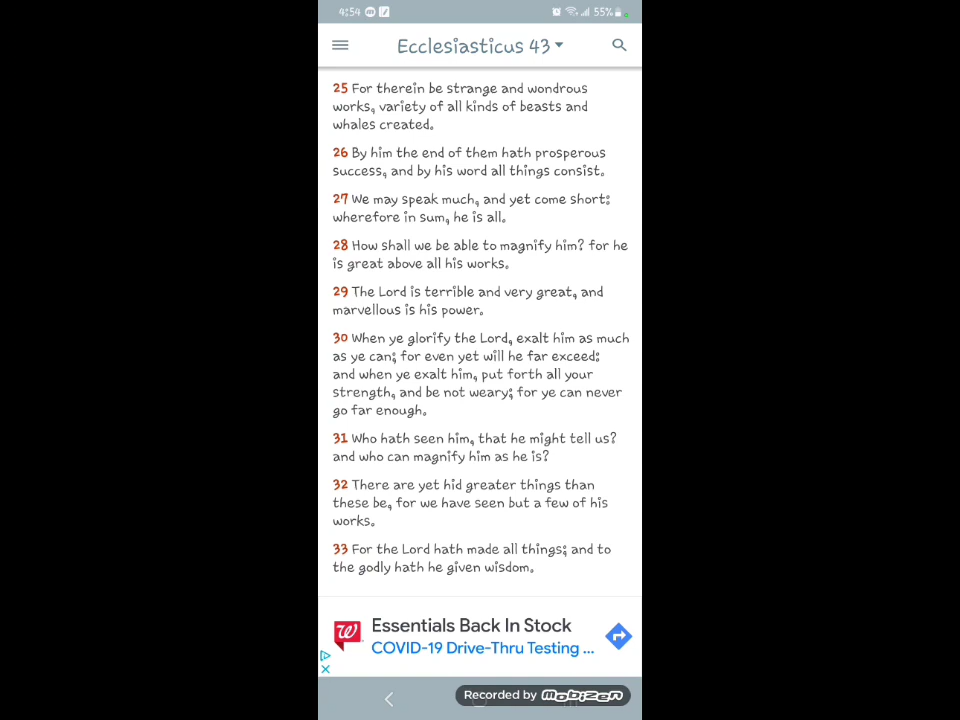 4:54
55%
Ecclesiasticus 43
25 For therein be strange and wondrous
works, variety of all kinds of beasts and
whales created.
26 By him the end of them hath prosperous
success, and by his word all things consist.
27 We may speak much, and yet come short:
wherefore in sum, he is all.
28 How shall we be able to magnify him? for he
is great above all his works.
29 The Lord is terrible and very great, and
marvellous is his power.
30 When ye glorify the Lord, exalt him as much
as ye can; for even yet will he far exceed:
and when ye exalt him, put forth all your
strength, and be not weary; for ye can never
go far enough.
31 Who hath seen him, that he might tell us?
and who can magnify him as he is?
32 There are yet hid greater things than
these be, for we have seen but a few of his
works.
33 For the Lord hath made all things; and to
the godly hath he given wisdom.
W
Essentials Back In Stock
COVID-19 Drive-Thru Testing ...
Recorded by MOBIZEN